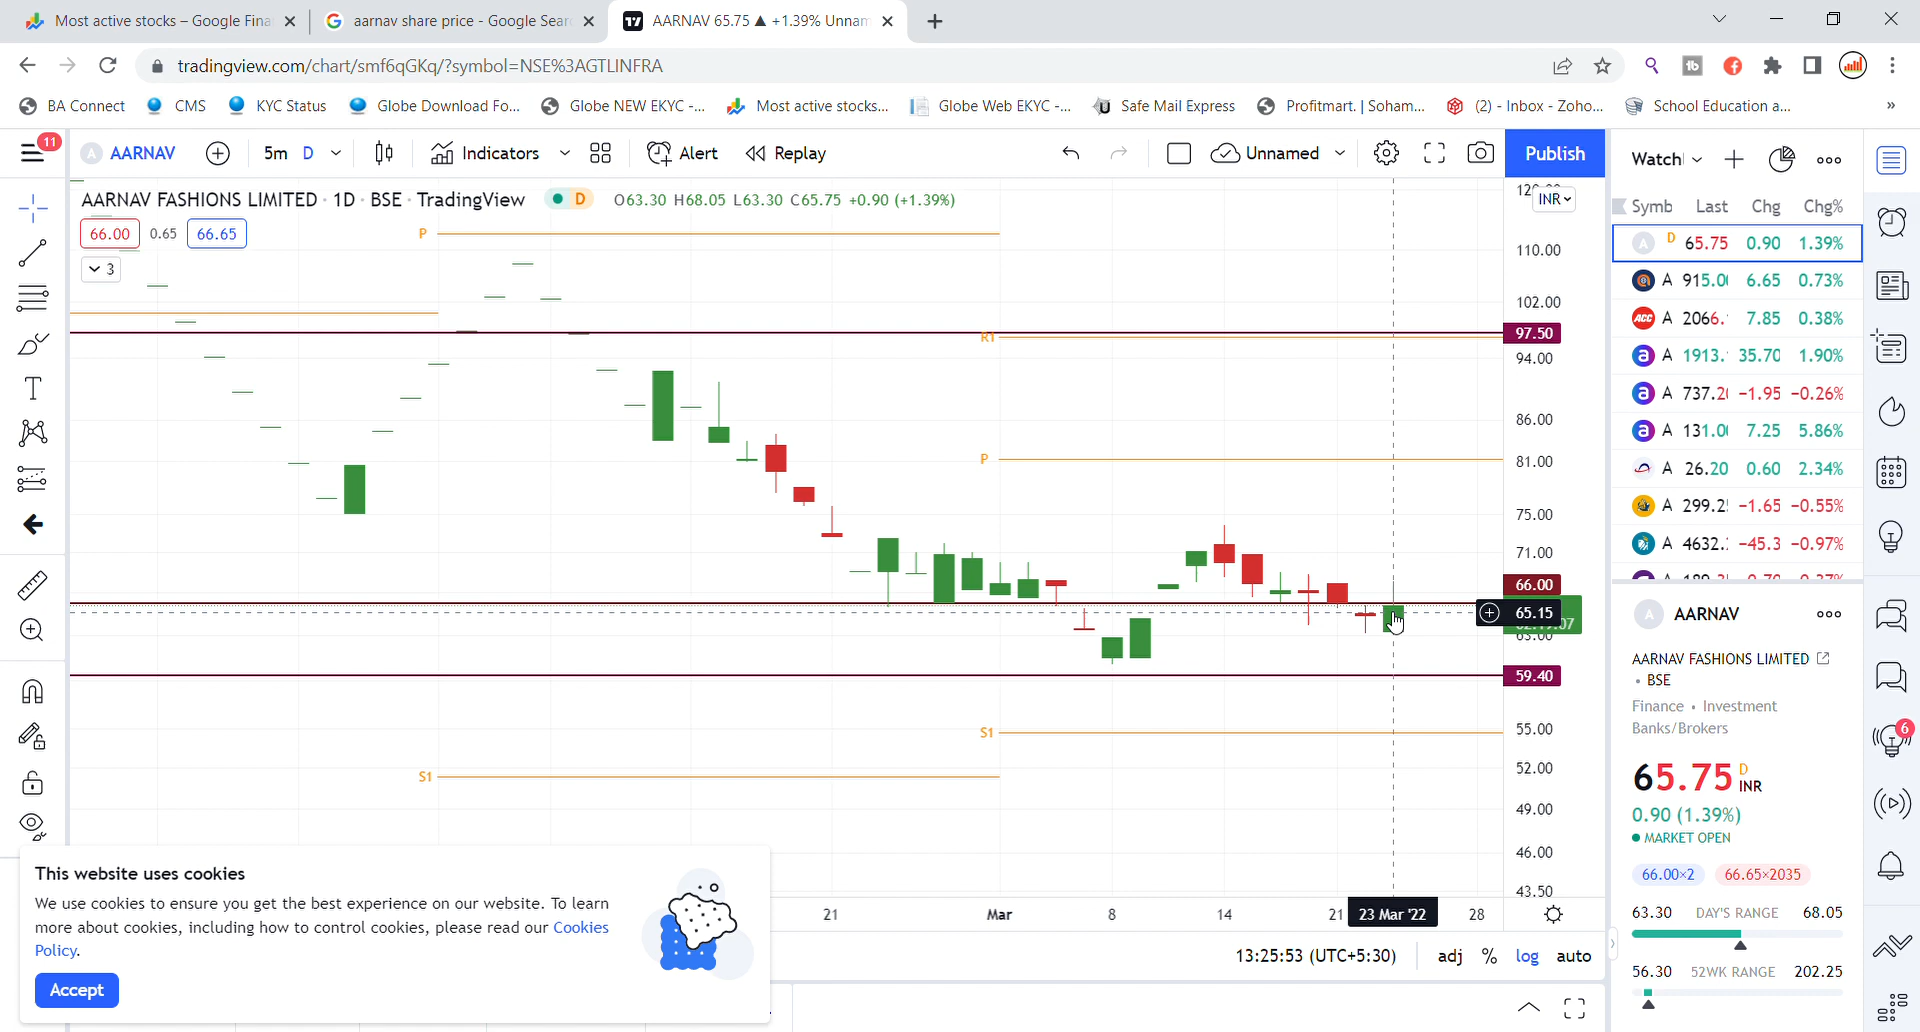 Most active stocks – Google Fina
aarnav share price - Google Sear
AARNAV 65.75 ▲ +1.39% Unnam
tradingview.com/chart/smf6qGKq/?symbol=NSE%3AGTLINFRA
BA Connect
CMS
KYC Status
Globe Download Fo...
Globe NEW EKYC -...
Most active stocks...
Globe Web EKYC -...
Safe Mail Express
Profitmart. | Soham...
(2) - Inbox - Zoho...
School Education a...
»
11
A AARNAV
5m D
Indicators
Alert
Replay
Unnamed
Publish
Watch
AARNAV FASHIONS LIMITED · 1D · BSE · TradingView
D
O63.30 H68.05 L63.30 C65.75 +0.90 (+1.39%)
66.00 0.65 66.65
3
INR
120.00
110.00
102.00
97.50
94.00
86.00
81.00
75.00
71.00
66.00
65.15
02:19:07
63.00
59.40
55.00
52.00
49.00
46.00
43.50
P
R1
P
S1
S1
21 Mar 8 14 21 23 Mar '22 28
Symb Last Chg Chg%
A D 65.75 0.90 1.39%
A 915.0 6.65 0.73%
ACC A 2066. 7.85 0.38%
a A 1913. 35.70 1.90%
a A 737.2 −1.95 −0.26%
a A 131.0 7.25 5.86%
A 26.20 0.60 2.34%
A 299.2 −1.65 −0.55%
A 4632. −45.3 −0.97%
A AARNAV
AARNAV FASHIONS LIMITED
• BSE
Finance • Investment
Banks/Brokers
65.75 D INR
0.90 (1.39%)
MARKET OPEN
66.00×2 66.65×2035
63.30 DAY'S RANGE 68.05
56.30 52WK RANGE 202.25
6
This website uses cookies
We use cookies to ensure you get the best experience on our website. To learn
more about cookies, including how to control cookies, please read our Cookies
Policy.
Accept
13:25:53 (UTC+5:30) adj % log auto